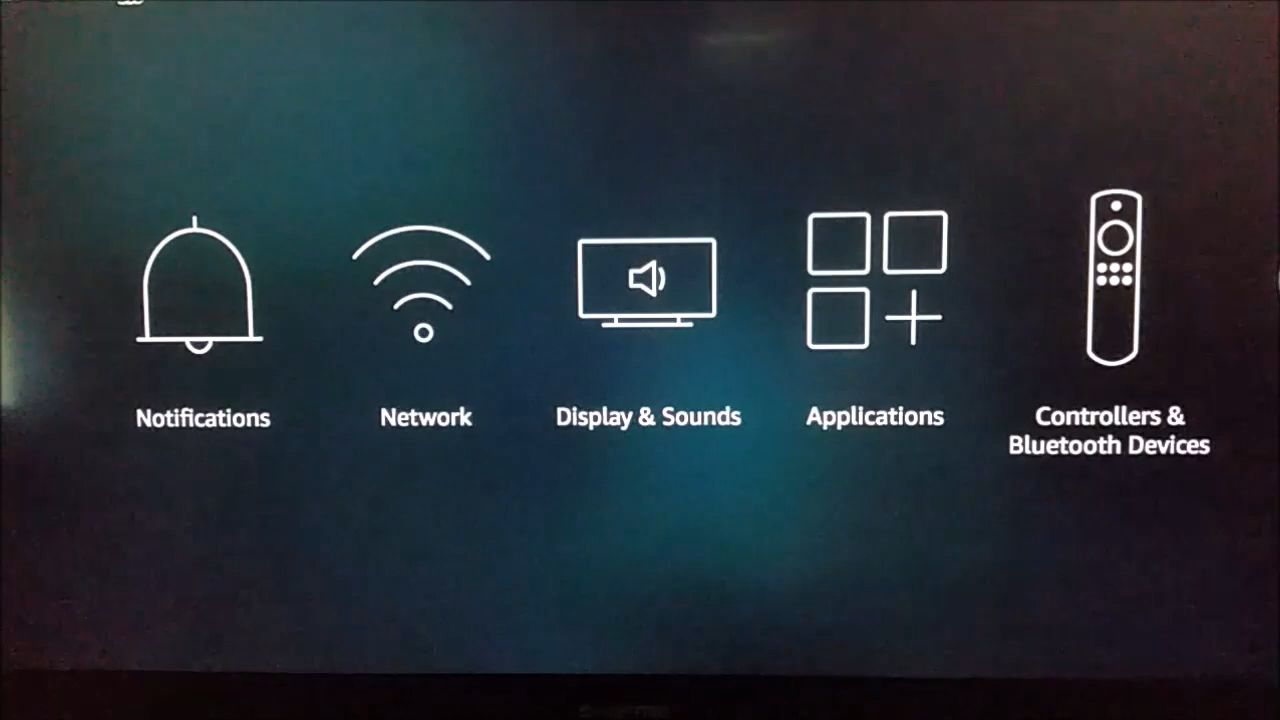 Notifications
Network
Display & Sounds
Applications
Controllers &
Bluetooth Devices